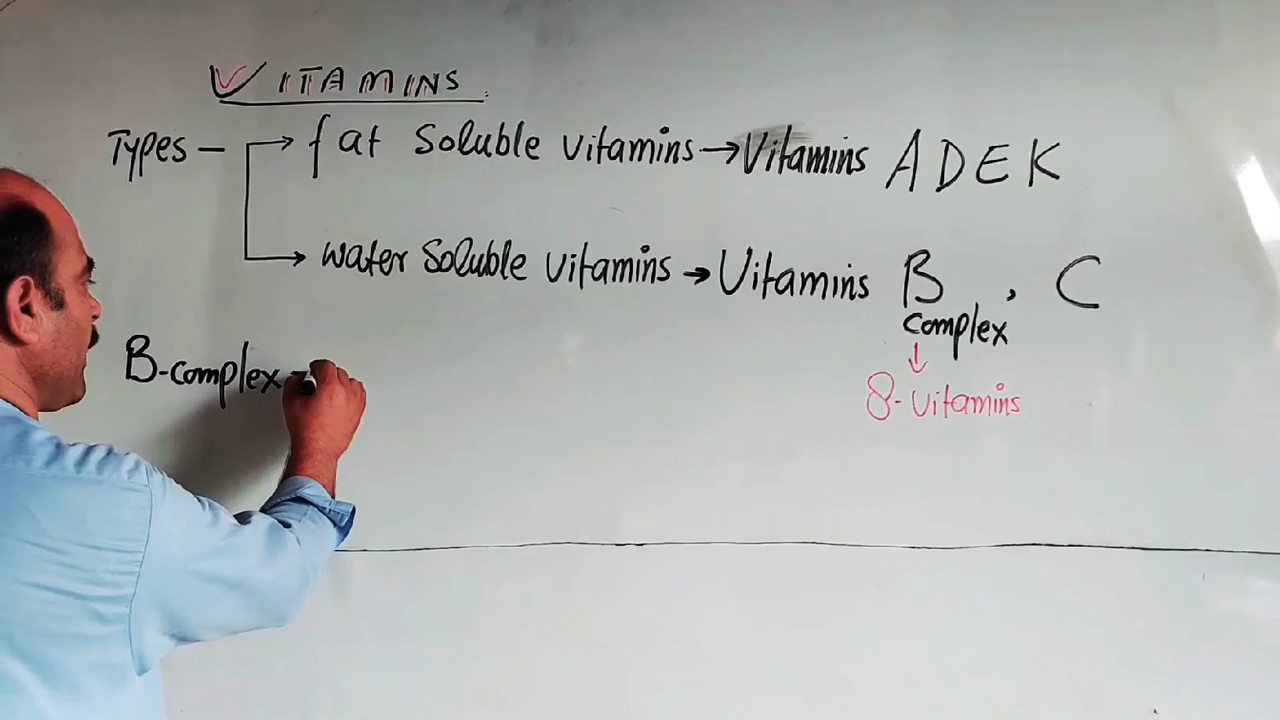 VITAMINS.
Types - → fat Soluble vitamins → Vitamins A D E K
→ water Soluble vitamins → Vitamins B complex , C
↓
8- vitamins
B-complex -